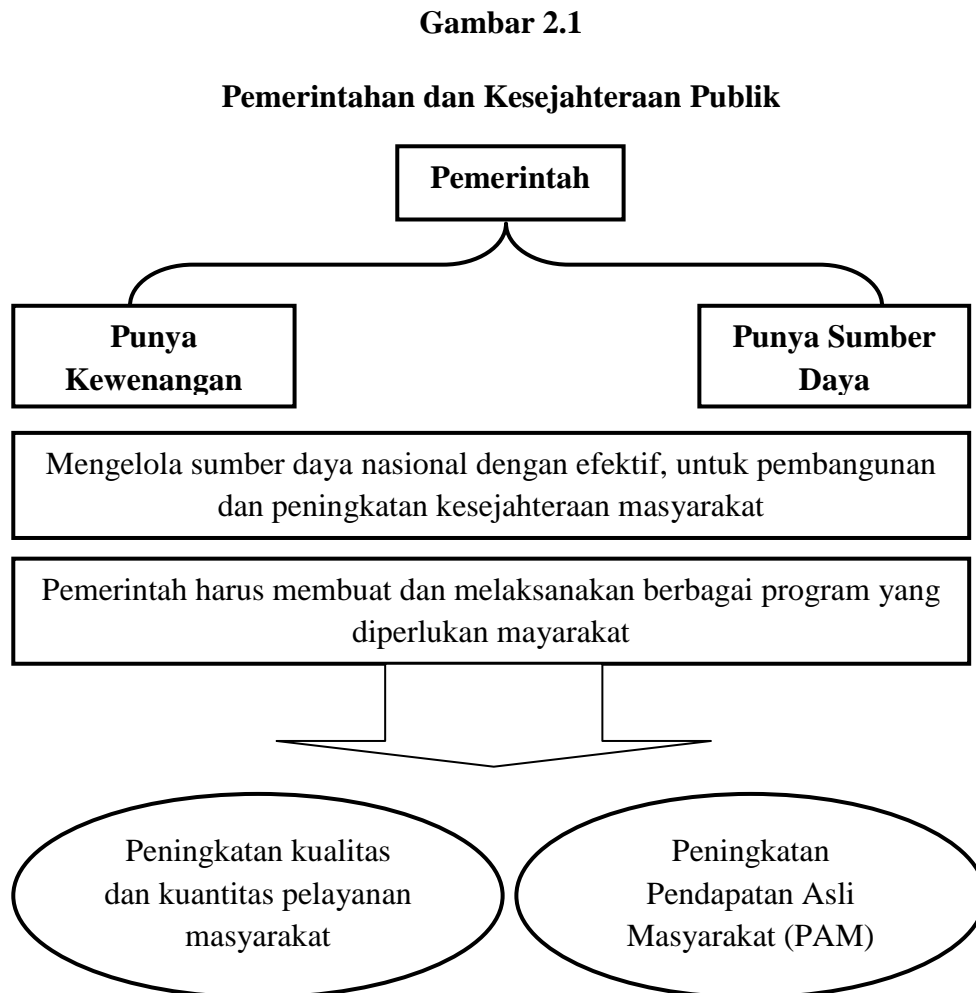 Gambar 2.1
Pemerintahan dan Kesejahteraan Publik
Pemerintah
Punya
Kewenangan
Punya Sumber
Daya
Mengelola sumber daya nasional dengan efektif, untuk pembangunan
dan peningkatan kesejahteraan masyarakat
Pemerintah harus membuat dan melaksanakan berbagai program yang
diperlukan mayarakat
Peningkatan kualitas
dan kuantitas pelayanan
masyarakat
Peningkatan
Pendapatan Asli
Masyarakat (PAM)